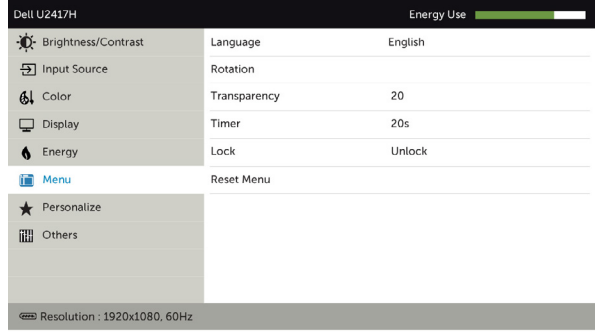 Dell U2417H Energy Use
Brightness/Contrast Language English
Input Source Rotation
Color Transparency 20
Display Timer 20s
Energy Lock Unlock
Menu Reset Menu
Personalize
Others
Resolution : 1920x1080, 60Hz